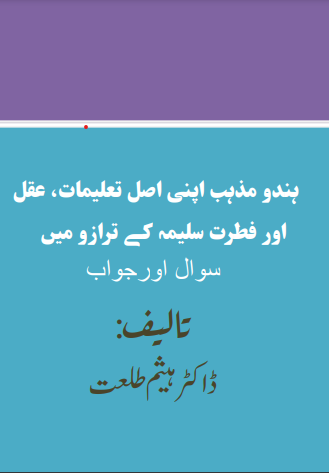 ہندو مذہب اپنی اصل تعلیمات، عقل
اور فطرت سلیمہ کے ترازو میں
سوال اورجواب
تالیف:
ڈاکٹر ہیثم طلعت